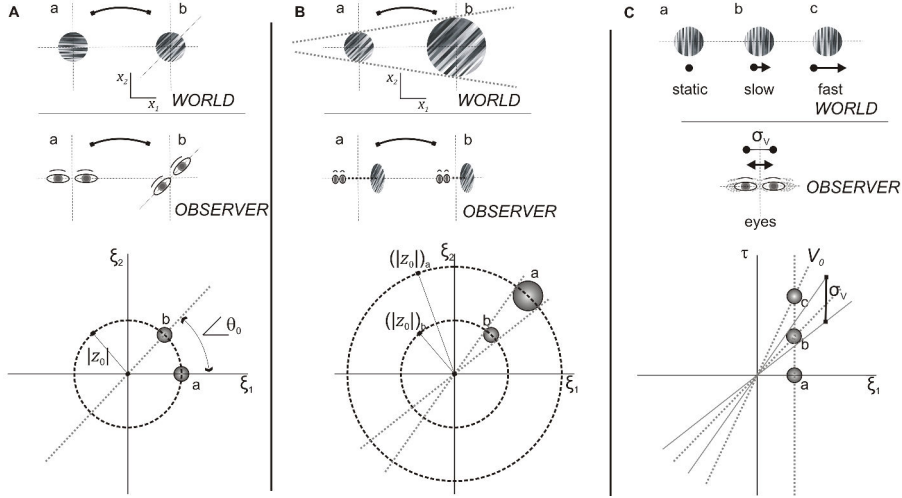 A
a
b
x₂
x₁
WORLD
a
b
OBSERVER
ξ₂
b
θ₀
|z₀|
a
ξ₁
B
a
b
x₂
x₁
WORLD
a
b
OBSERVER
(|z₀|)ₐ
ξ₂
a
(|z₀|)b
b
ξ₁
C
a
b
c
static
slow
fast
WORLD
σᵥ
OBSERVER
eyes
τ
V₀
c
σᵥ
b
a
ξ₁